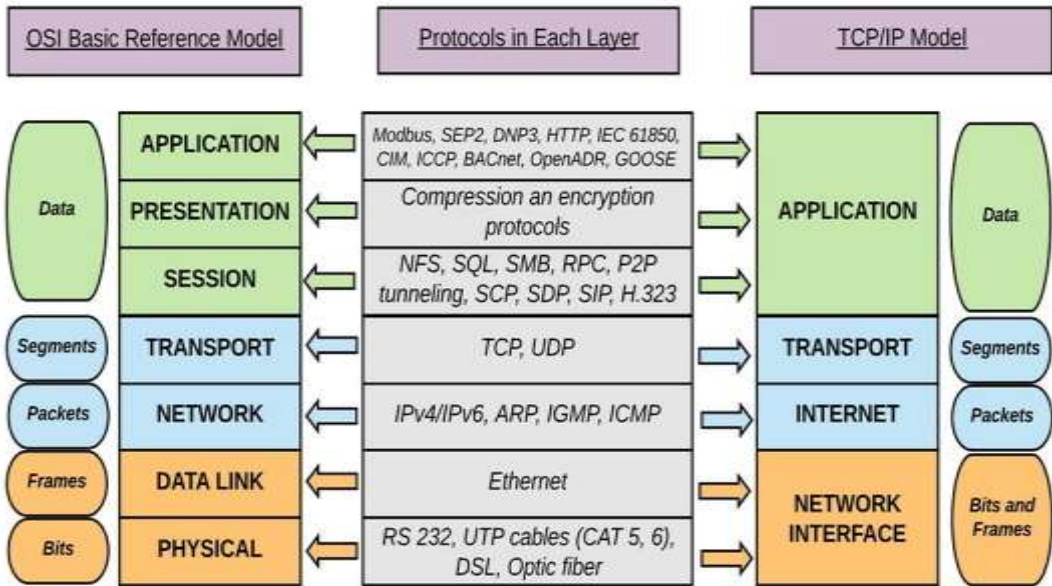 OSI Basic Reference Model
Protocols in Each Layer
TCP/IP Model
Data
APPLICATION
Modbus, SEP2, DNP3, HTTP, IEC 61850,
CIM, ICCP, BACnet, OpenADR, GOOSE
PRESENTATION
Compression an encryption
protocols
SESSION
NFS, SQL, SMB, RPC, P2P
tunneling, SCP, SDP, SIP, H.323
APPLICATION
Data
Segments
TRANSPORT
TCP, UDP
TRANSPORT
Segments
Packets
NETWORK
IPv4/IPv6, ARP, IGMP, ICMP
INTERNET
Packets
Frames
DATA LINK
Ethernet
Bits
PHYSICAL
RS 232, UTP cables (CAT 5, 6),
DSL, Optic fiber
NETWORK
INTERFACE
Bits and
Frames